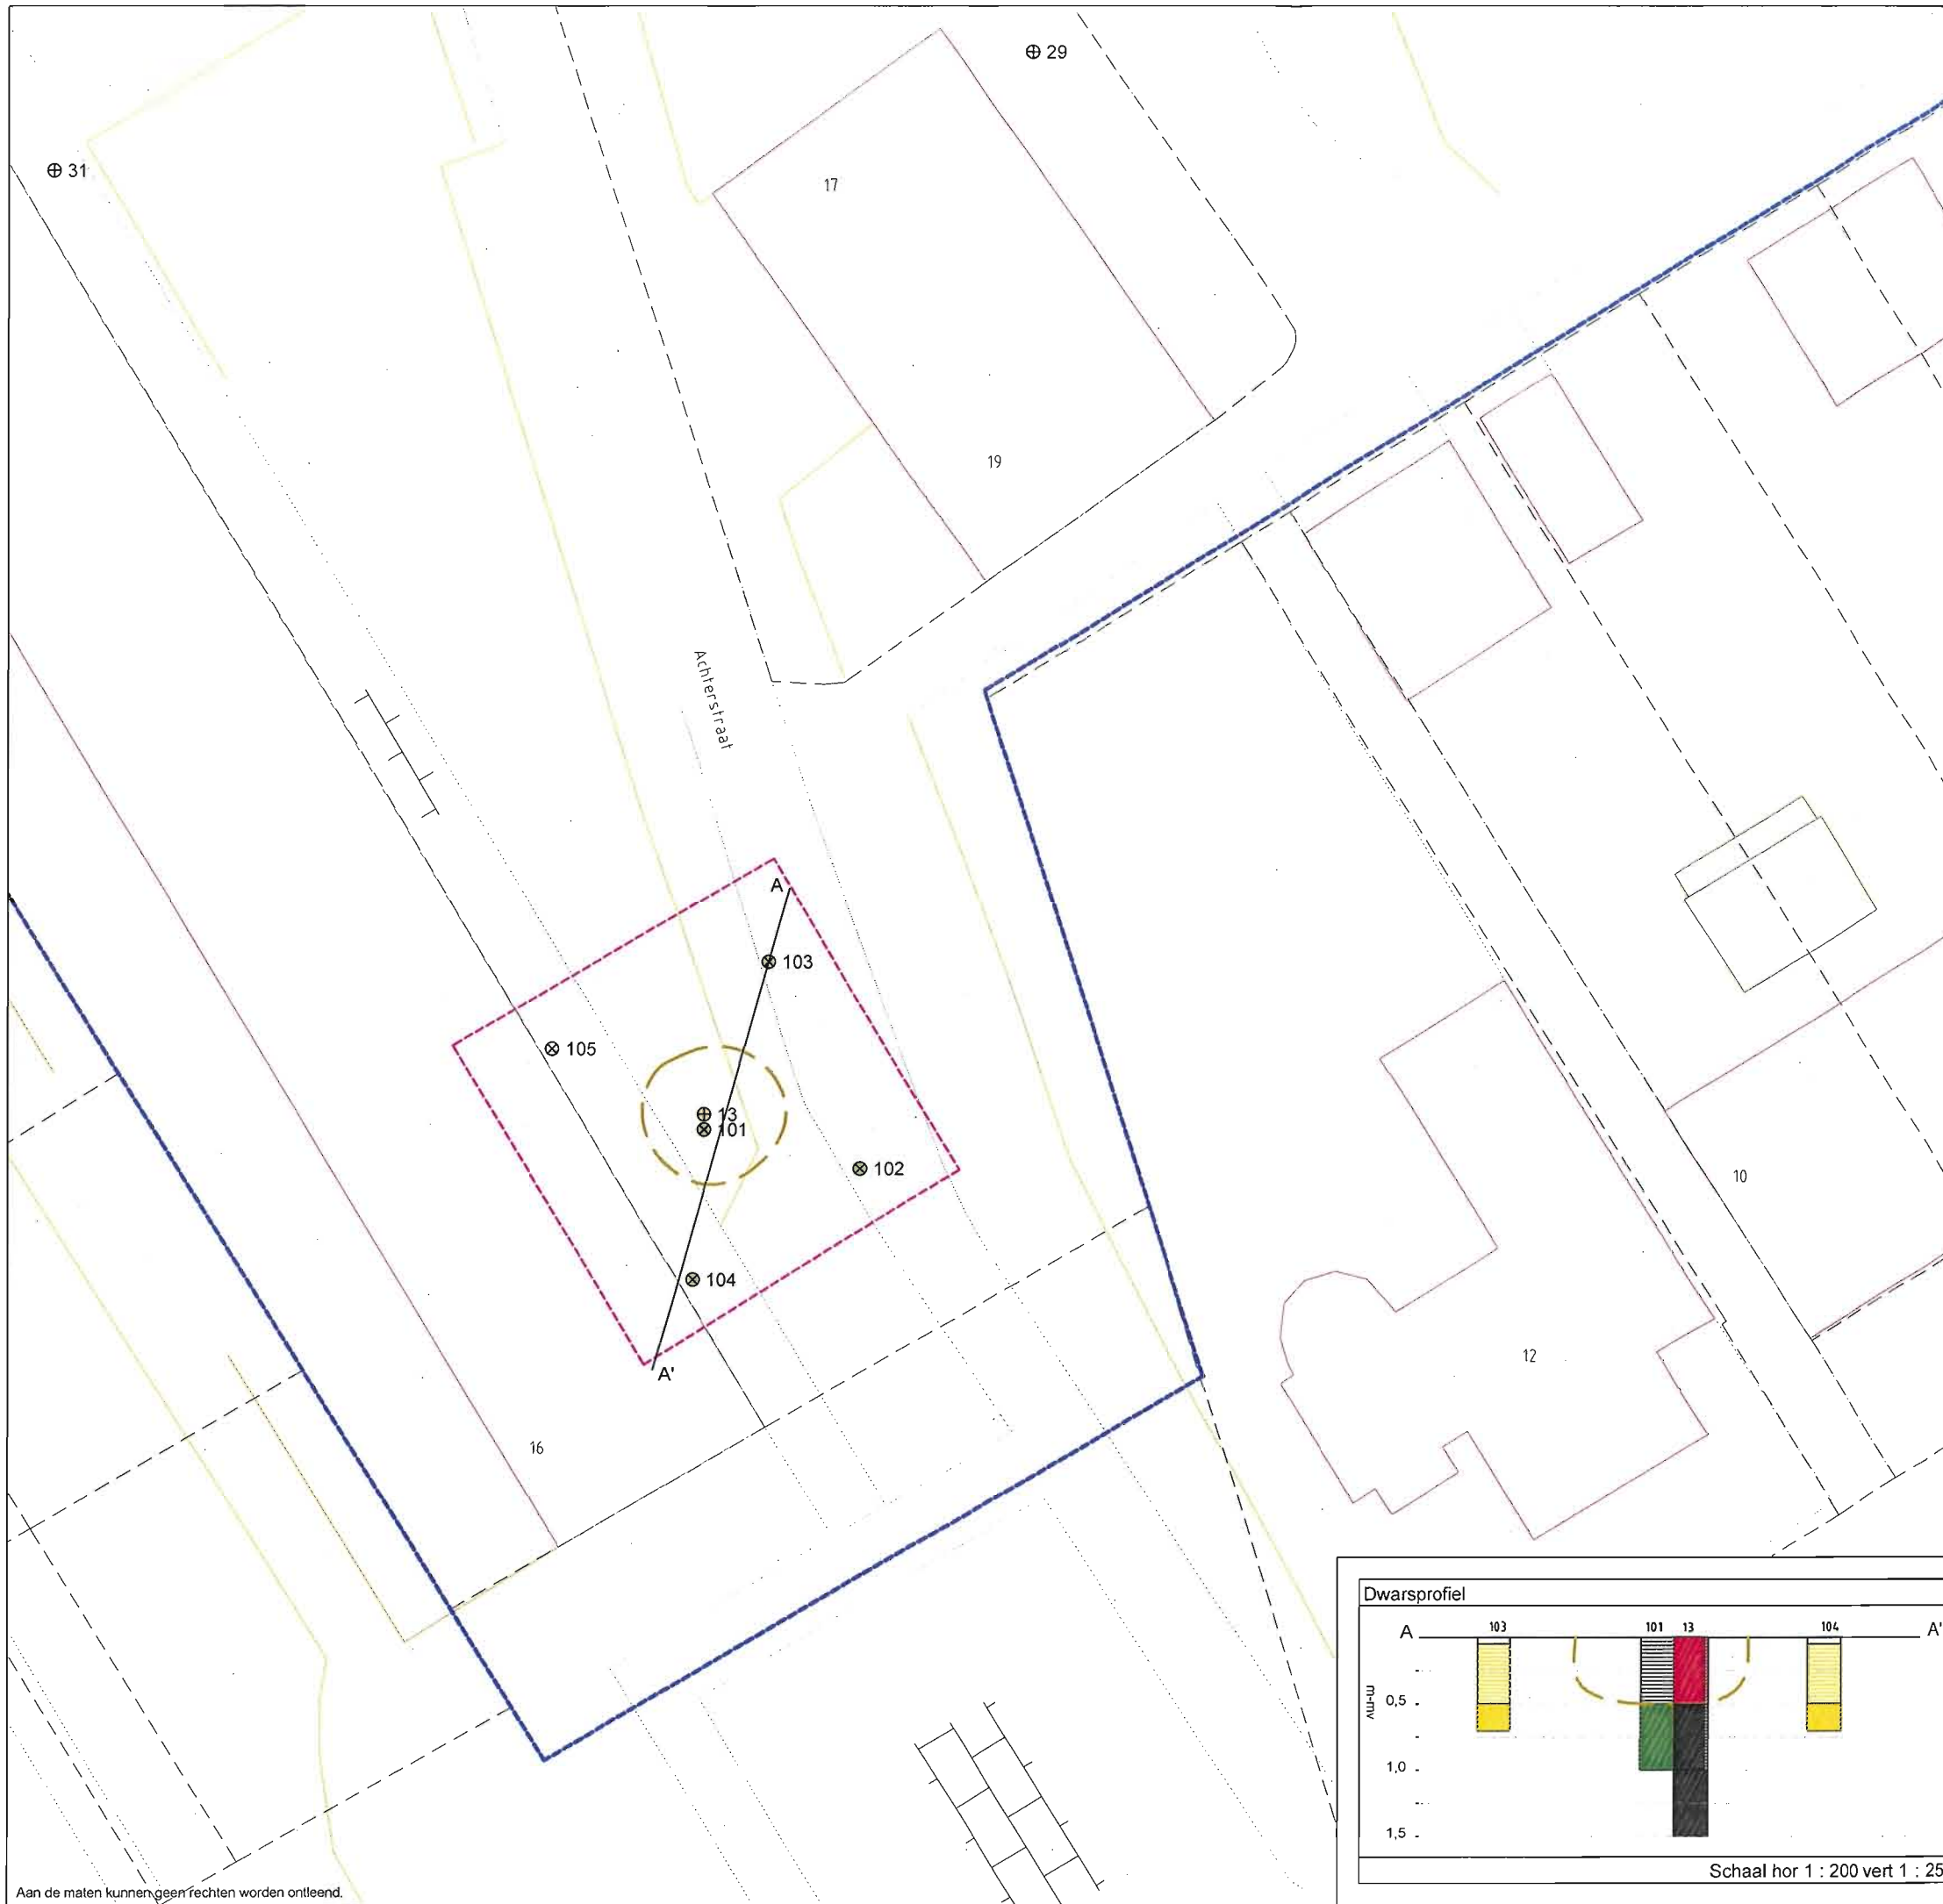 29
31
17
19
Achterstraat
A
103
105
13
101
102
104
A'
10
12
16
Dwarsprofiel
A
103
101
13
104
A'
m-mv
0,5
1,0
1,5
Schaal hor 1 : 200 vert 1 : 25
Aan de maten kunnen geen rechten worden ontleend.